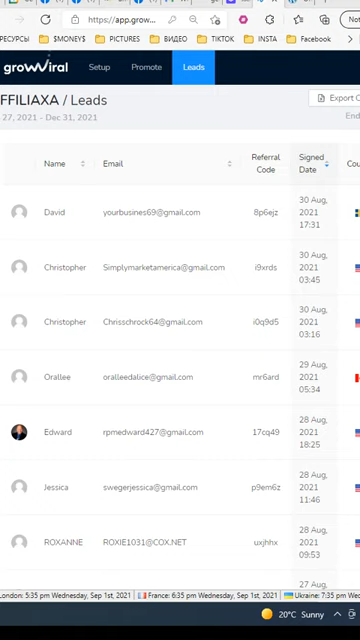 https://app.grow
РЕСУРСЫ $MONEY$ PICTURES ВИДЕО TIKTOK INSTA Facebook
growviral Setup Promote Leads
FFILIAXA / Leads
27, 2021 - Dec 31, 2021
Export C
End
Name Email Referral Code Signed Date Cou
David yourbusines69@gmail.com 8p6ejz 30 Aug, 2021 17:31
Christopher Simplymarketamerica@gmail.com i9xrds 30 Aug, 2021 03:45
Christopher Chrisschrock64@gmail.com i0q9d5 30 Aug, 2021 03:16
Orallee oralleedalice@gmail.com mr6ard 29 Aug, 2021 05:34
Edward rpmedward427@gmail.com 17cq49 28 Aug, 2021 18:25
Jessica swegerjessica@gmail.com p9em6z 28 Aug, 2021 11:46
ROXANNE ROXIE1031@COX.NET uxjhhx 28 Aug, 2021 09:53
27 Aug,
London: 5:35 pm Wednesday, Sep 1st, 2021 France: 6:35 pm Wednesday, Sep 1st, 2021 Ukraine: 7:35 pm Wed
20°C Sunny